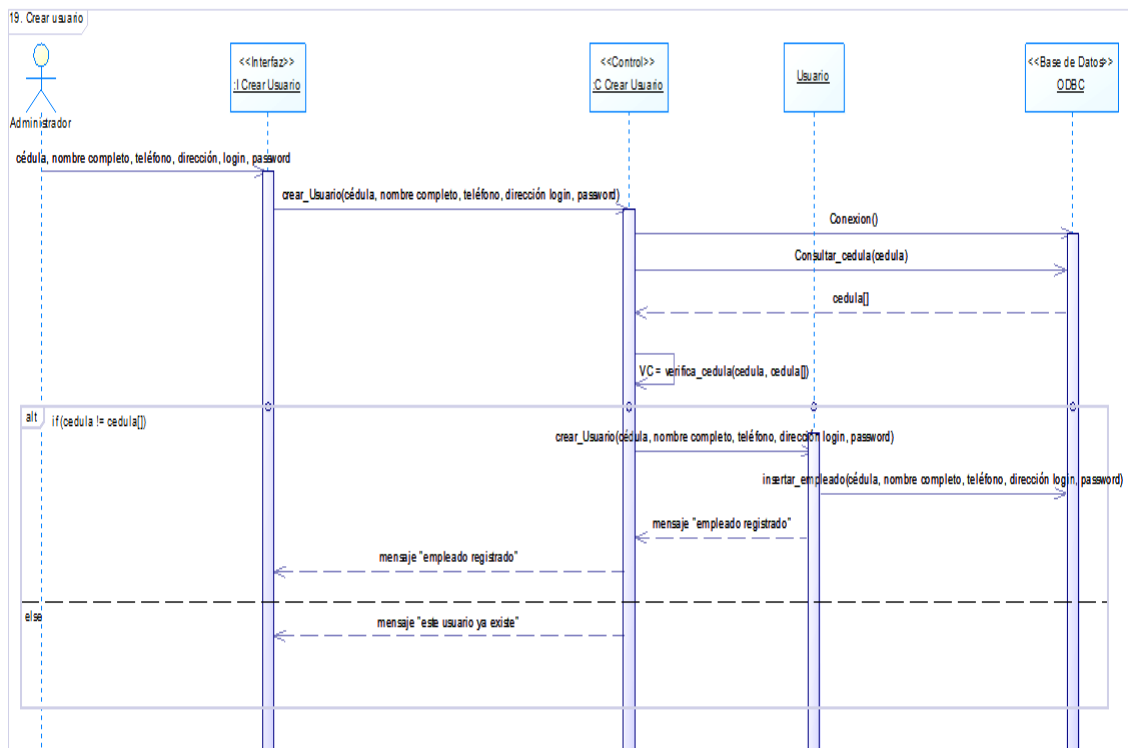 19. Crear usuario
<<Interfaz>>
:I Crear Usuario
<<Control>>
:C Crear Usuario
Usuario
<<Base de Datos>>
ODBC
Administrador
cédula, nombre completo, teléfono, dirección, login, password
crear_Usuario(cédula, nombre completo, teléfono, dirección login, password)
Conexion()
Consultar_cedula(cedula)
cedula[]
VC = verifica_cedula(cedula, cedula[])
alt
if(cedula != cedula[])
crear_Usuario(cédula, nombre completo, teléfono, dirección login, password)
insertar_empleado(cédula, nombre completo, teléfono, dirección login, password)
mensaje "empleado registrado"
mensaje "empleado registrado"
else
mensaje "este usuario ya existe"